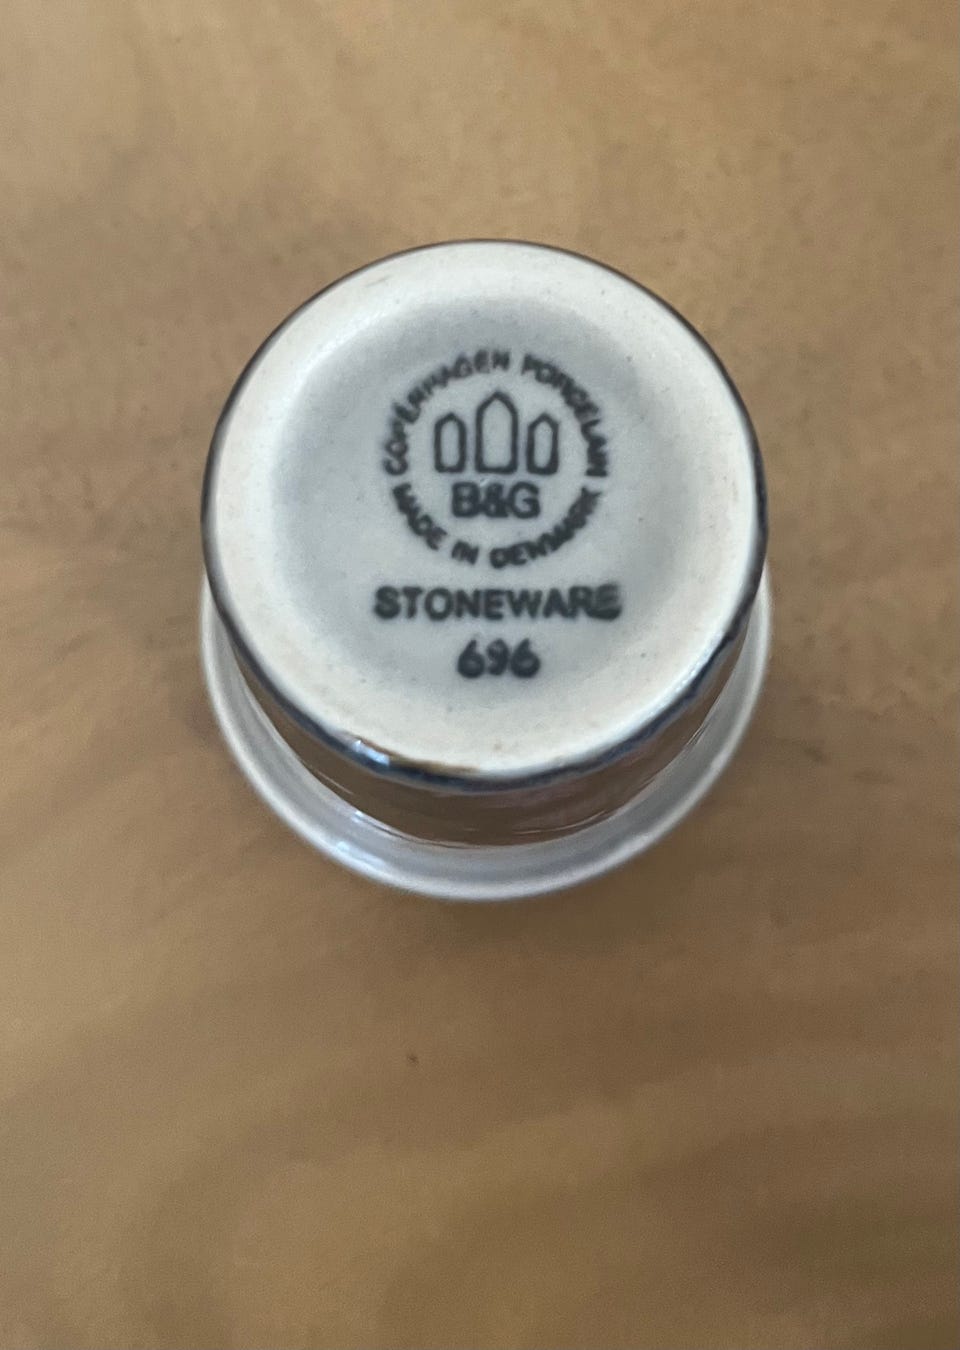 COPENHAGEN PORCELAIN
B&G
MADE IN DENMARK
STONEWARE
696